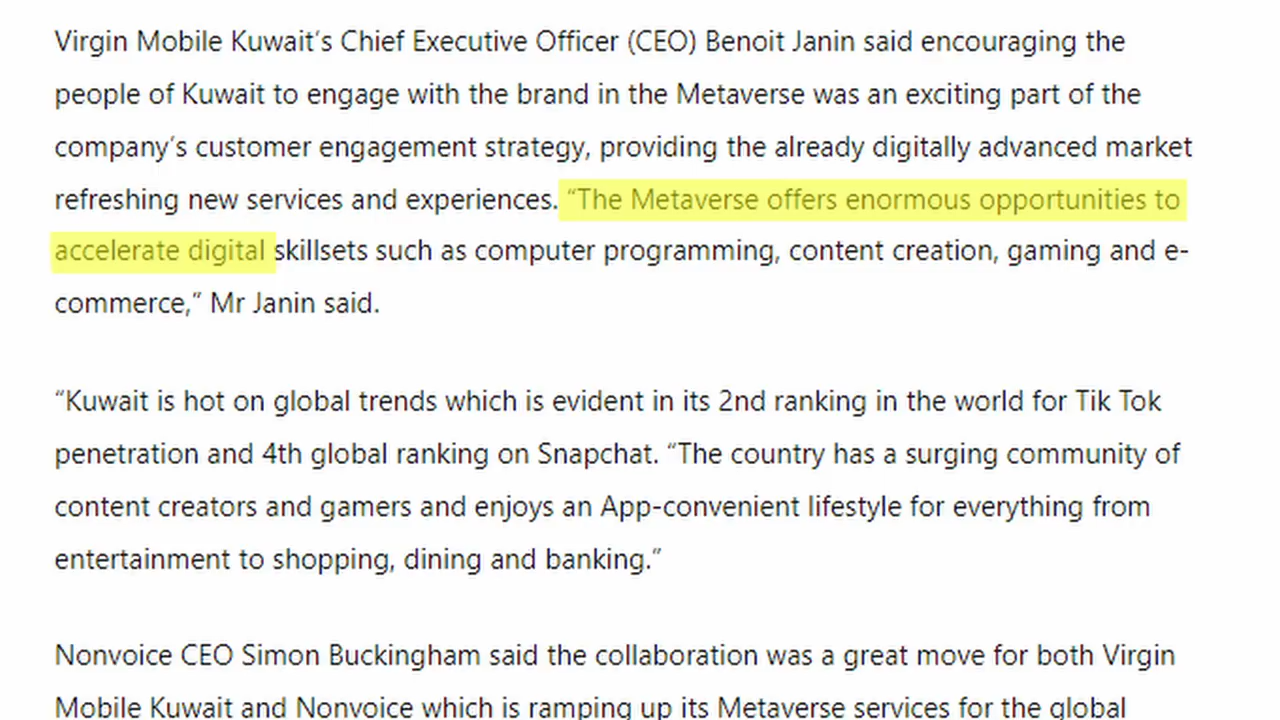 Virgin Mobile Kuwait’s Chief Executive Officer (CEO) Benoit Janin said encouraging the
people of Kuwait to engage with the brand in the Metaverse was an exciting part of the
company’s customer engagement strategy, providing the already digitally advanced market
refreshing new services and experiences. “The Metaverse offers enormous opportunities to
accelerate digital skillsets such as computer programming, content creation, gaming and e-
commerce,” Mr Janin said.
“Kuwait is hot on global trends which is evident in its 2nd ranking in the world for Tik Tok
penetration and 4th global ranking on Snapchat. “The country has a surging community of
content creators and gamers and enjoys an App-convenient lifestyle for everything from
entertainment to shopping, dining and banking.”
Nonvoice CEO Simon Buckingham said the collaboration was a great move for both Virgin
Mobile Kuwait and Nonvoice which is ramping up its Metaverse services for the global